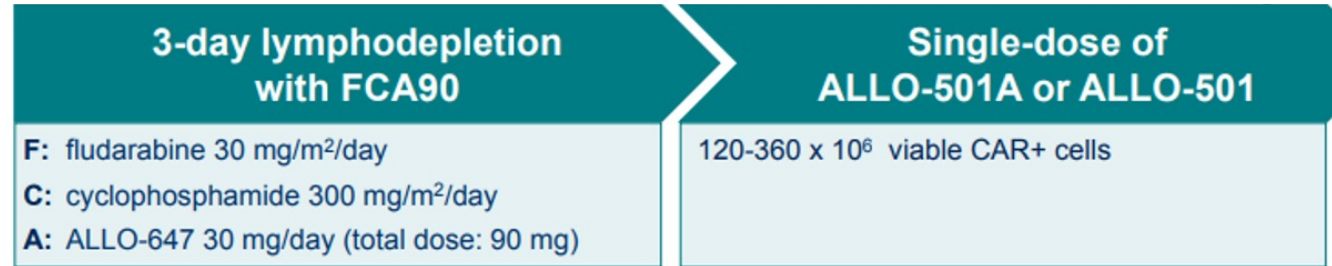 3-day lymphodepletion
with FCA90
Single-dose of
ALLO-501A or ALLO-501
F: fludarabine 30 mg/m²/day
C: cyclophosphamide 300 mg/m²/day
A: ALLO-647 30 mg/day (total dose: 90 mg)
120-360 x 10⁶ viable CAR+ cells